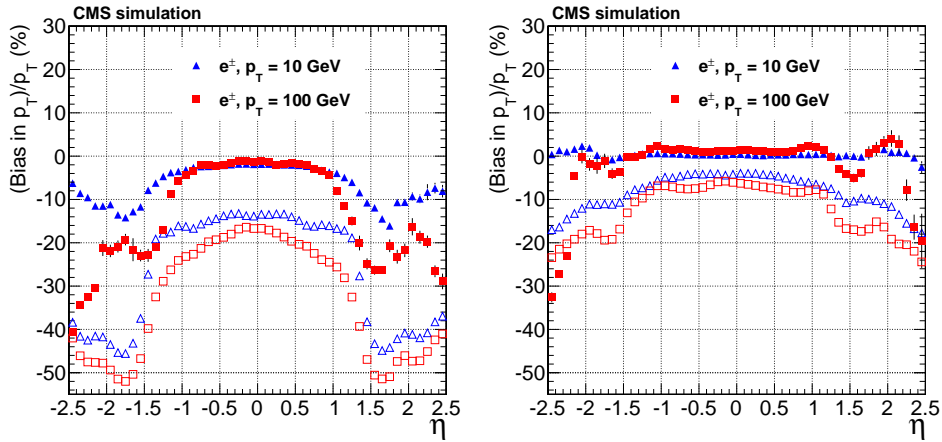 CMS simulation
(Bias in pT)/pT (%)
30
20
10
0
-10
-20
-30
-40
-50
e±, pT = 10 GeV
e±, pT = 100 GeV
-2.5 -2 -1.5 -1 -0.5 0 0.5 1 1.5 2 2.5
η
CMS simulation
(Bias in pT)/pT (%)
30
20
10
0
-10
-20
-30
-40
-50
e±, pT = 10 GeV
e±, pT = 100 GeV
-2.5 -2 -1.5 -1 -0.5 0 0.5 1 1.5 2 2.5
η